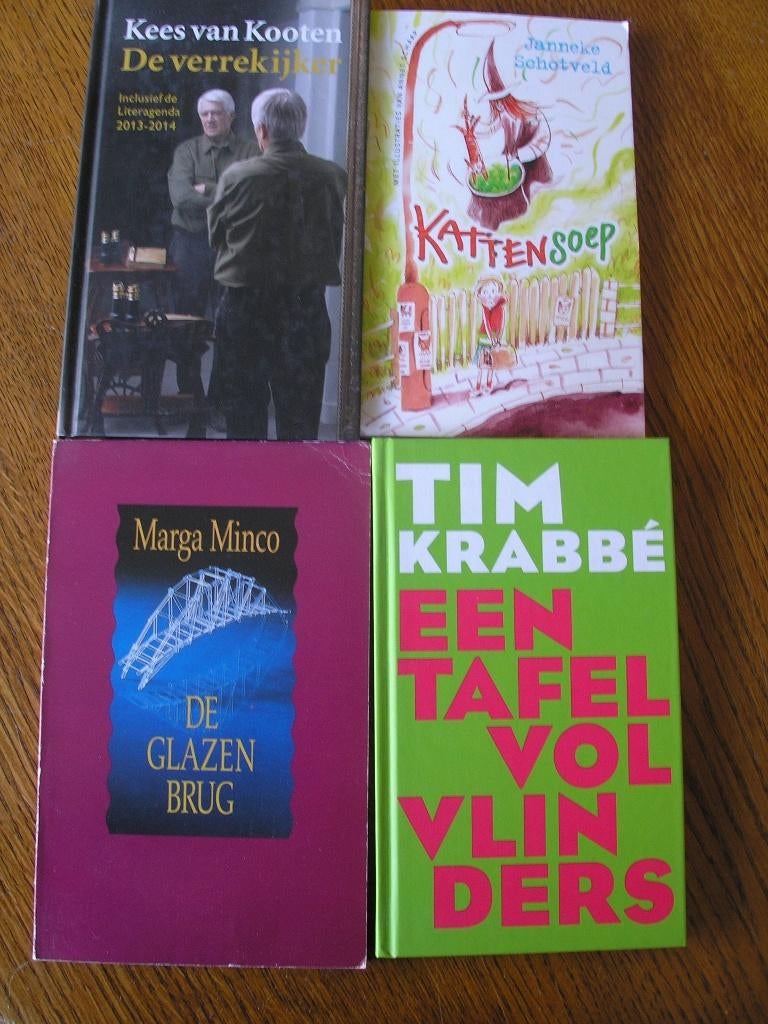 Kees van Kooten
De verrekijker
Inclusief de
Literagenda
2013-2014
Janneke
Schotveld
KATTENSOEP
Marga Minco
DE
GLAZEN
BRUG
TIM
KRABBÉ
EEN
TAFEL
VOL
VLIN
DERS